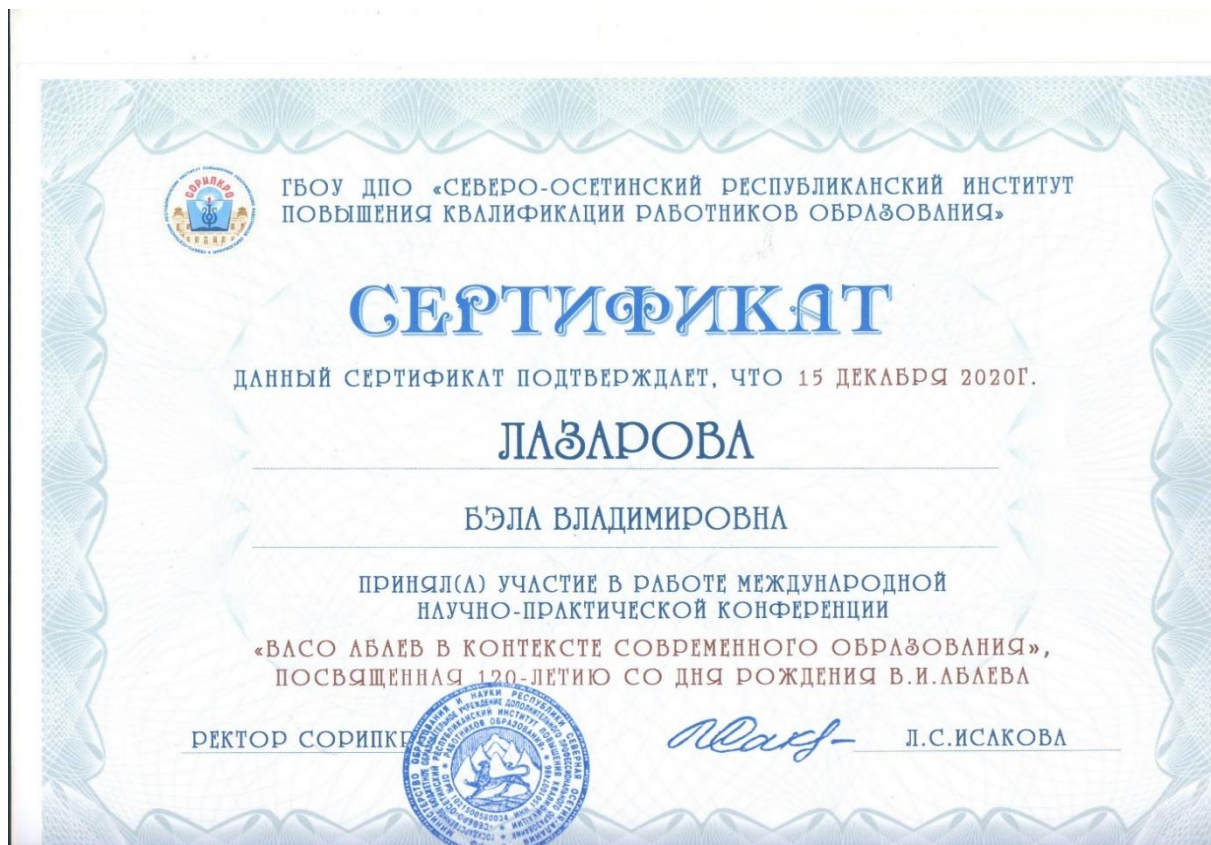 СОРИПКРО
ГБОУ ДПО «СЕВЕРО-ОСЕТИНСКИЙ РЕСПУБЛИКАНСКИЙ ИНСТИТУТ
ПОВЫШЕНИЯ КВАЛИФИКАЦИИ РАБОТНИКОВ ОБРАЗОВАНИЯ»
СЕРТИФИКАТ
ДАННЫЙ СЕРТИФИКАТ ПОДТВЕРЖДАЕТ, ЧТО 15 ДЕКАБРЯ 2020Г.
ЛАЗАРОВА
БЭЛА ВЛАДИМИРОВНА
ПРИНЯЛ(А) УЧАСТИЕ В РАБОТЕ МЕЖДУНАРОДНОЙ
НАУЧНО-ПРАКТИЧЕСКОЙ КОНФЕРЕНЦИИ
«ВАСО АБАЕВ В КОНТЕКСТЕ СОВРЕМЕННОГО ОБРАЗОВАНИЯ»,
ПОСВЯЩЕННАЯ 120-ЛЕТИЮ СО ДНЯ РОЖДЕНИЯ В.И.АБАЕВА
РЕКТОР СОРИПКР
Л.С.ИСАКОВА